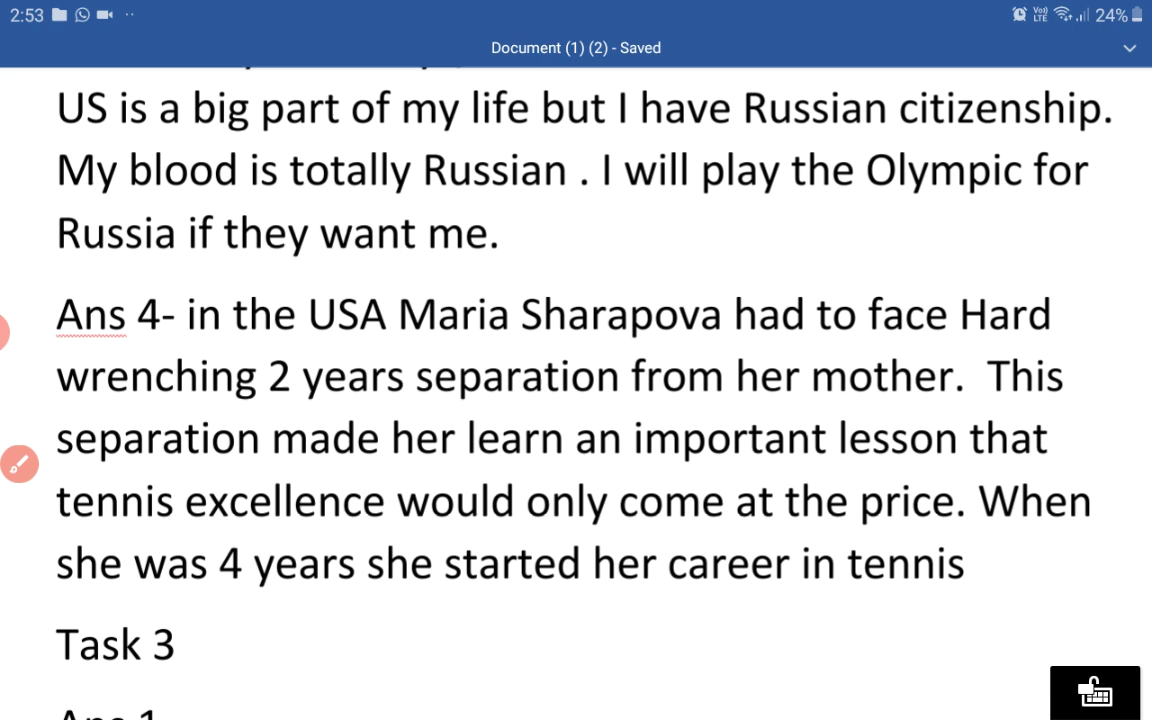 2:53
Vo) LTE 24%
Document (1) (2) - Saved
US is a big part of my life but I have Russian citizenship.
My blood is totally Russian . I will play the Olympic for
Russia if they want me.
Ans 4- in the USA Maria Sharapova had to face Hard
wrenching 2 years separation from her mother.  This
separation made her learn an important lesson that
tennis excellence would only come at the price. When
she was 4 years she started her career in tennis
Task 3
Ans 1